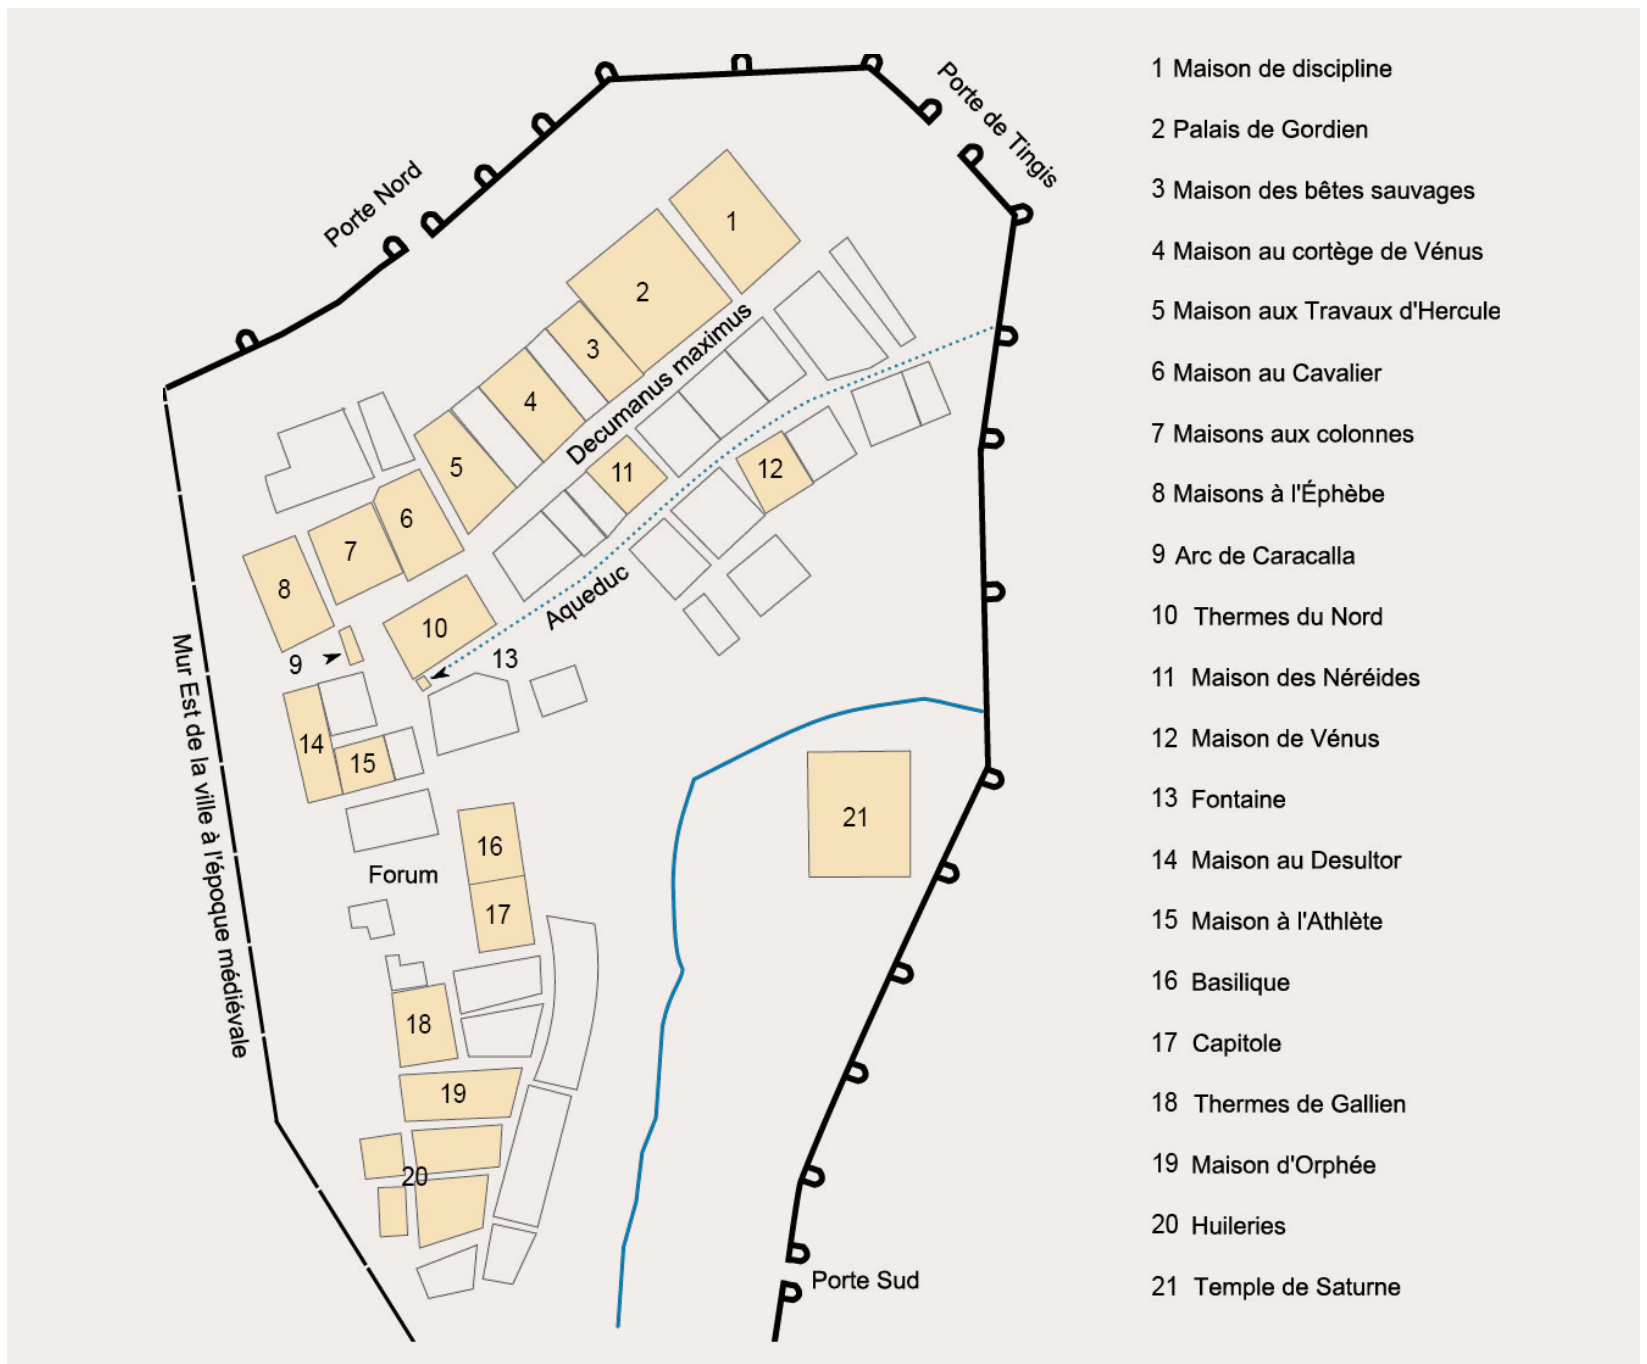 Porte Nord
Porte de Tingis
1
2
3
4
5
6
7
8
9
10
11
12
13
14
15
16
17
18
19
20
21
Decumanus maximus
Aqueduc
Forum
Mur Est de la ville à l'époque médiévale
Porte Sud
1 Maison de discipline
2 Palais de Gordien
3 Maison des bêtes sauvages
4 Maison au cortège de Vénus
5 Maison aux Travaux d'Hercule
6 Maison au Cavalier
7 Maisons aux colonnes
8 Maisons à l'Éphèbe
9 Arc de Caracalla
10 Thermes du Nord
11 Maison des Néréides
12 Maison de Vénus
13 Fontaine
14 Maison au Desultor
15 Maison à l'Athlète
16 Basilique
17 Capitole
18 Thermes de Gallien
19 Maison d'Orphée
20 Huileries
21 Temple de Saturne